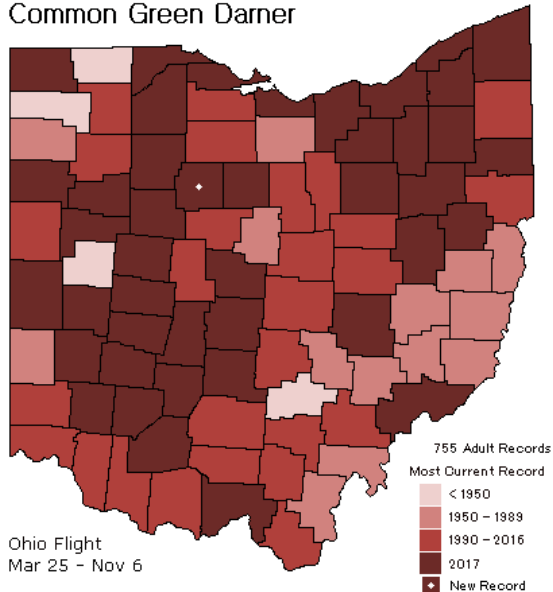 Common Green Darner
755 Adult Records
Most Current Record
< 1950
1950 - 1989
1990 - 2016
2017
New Record
Ohio Flight
Mar 25 - Nov 6